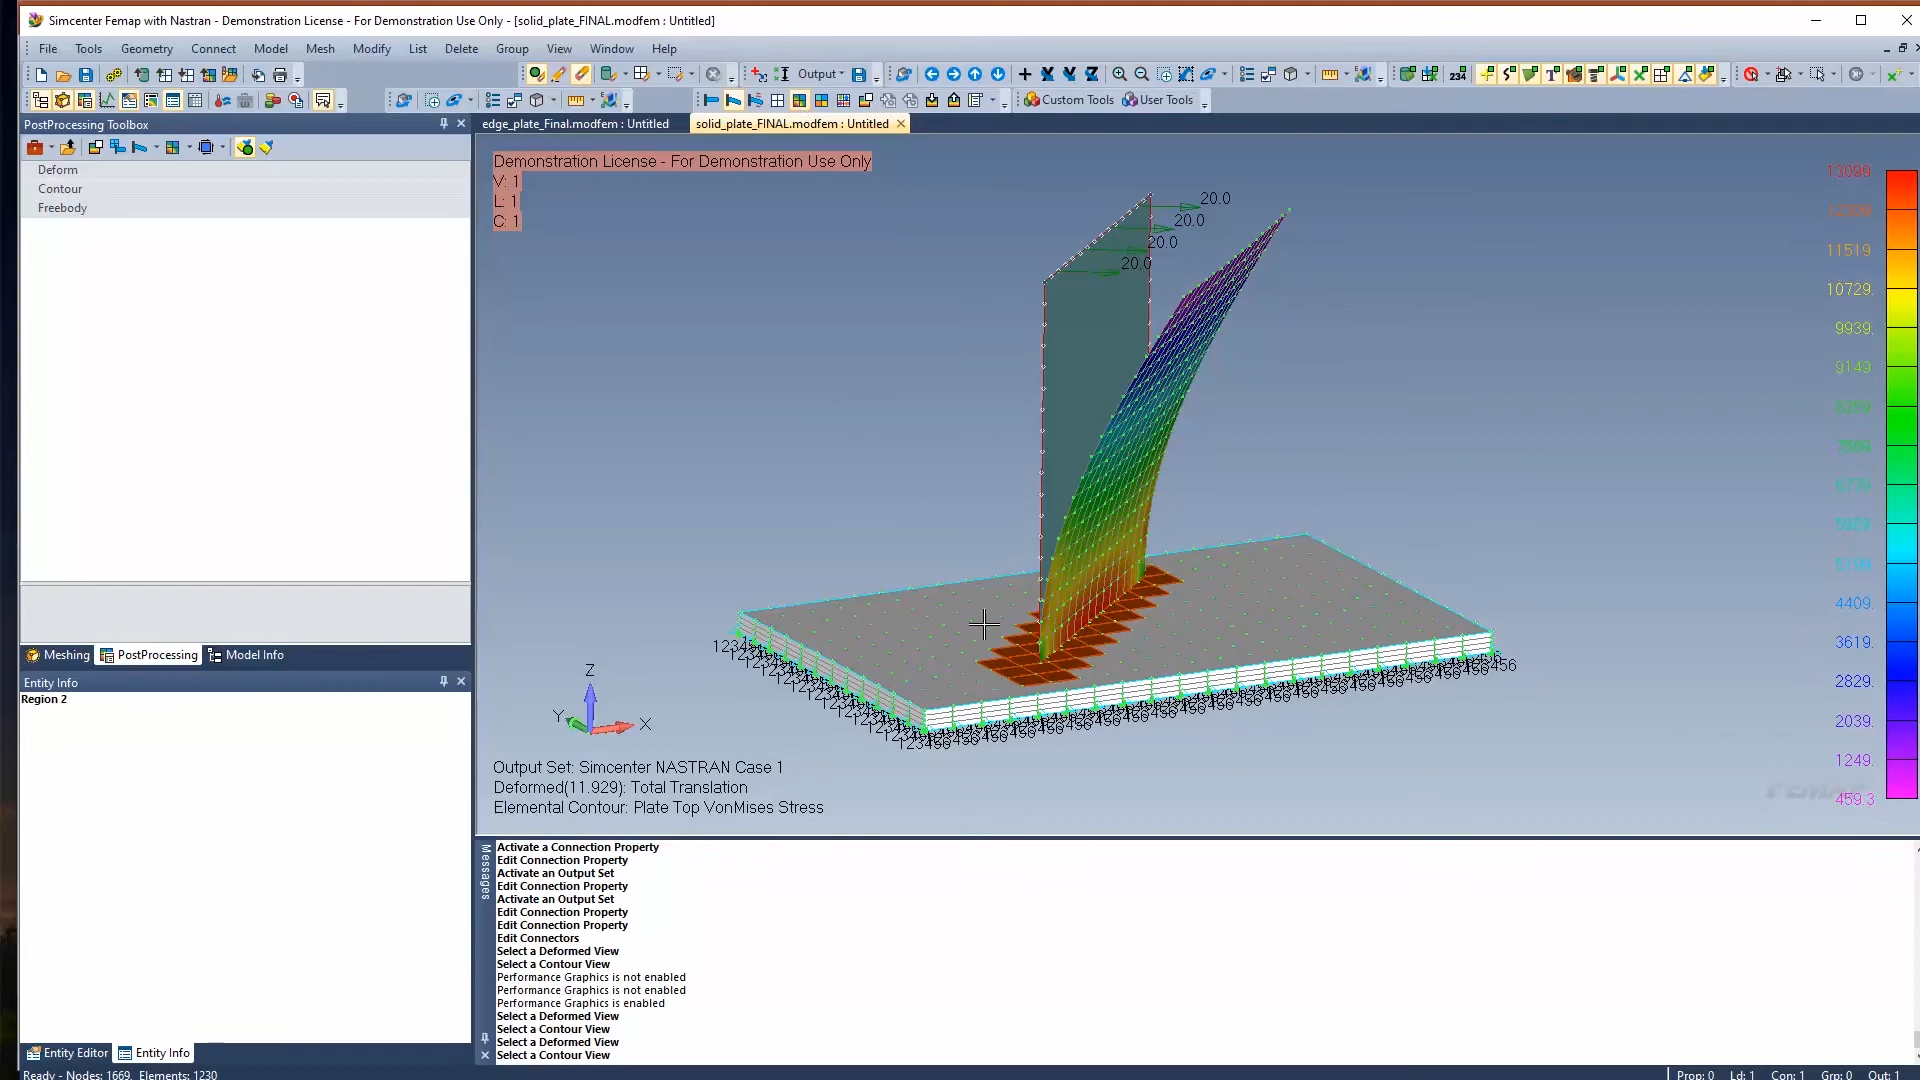 Simcenter Femap with Nastran - Demonstration License - For Demonstration Use Only - [solid_plate_FINAL.modfem : Untitled]
File Tools Geometry Connect Model Mesh Modify List Delete Group View Window Help
Output
234
Custom Tools User Tools
PostProcessing Toolbox
edge_plate_Final.modfem : Untitled
solid_plate_FINAL.modfem : Untitled
Deform
Contour
Freebody
Demonstration License - For Demonstration Use Only
V: 1
L: 1
C: 1
20.0
20.0
20.0
20.0
13099.
12309.
11519.
10729.
9939.
9149.
8359.
7569.
6779.
5989.
5199.
4409.
3619.
2829.
2039.
1249.
459.3
123456
Z
Y
X
Output Set: Simcenter NASTRAN Case 1
Deformed(11.929): Total Translation
Elemental Contour: Plate Top VonMises Stress
Meshing PostProcessing Model Info
Entity Info
Region 2
Messages
Activate a Connection Property
Edit Connection Property
Activate an Output Set
Edit Connection Property
Activate an Output Set
Edit Connection Property
Edit Connection Property
Edit Connectors
Select a Deformed View
Select a Contour View
Performance Graphics is not enabled
Performance Graphics is not enabled
Performance Graphics is enabled
Select a Deformed View
Select a Contour View
Select a Deformed View
Select a Contour View
Entity Editor Entity Info
Ready - Nodes: 1669, Elements: 1230
Prop: 0 Ld: 1 Con: 1 Grp: 0 Out: 1